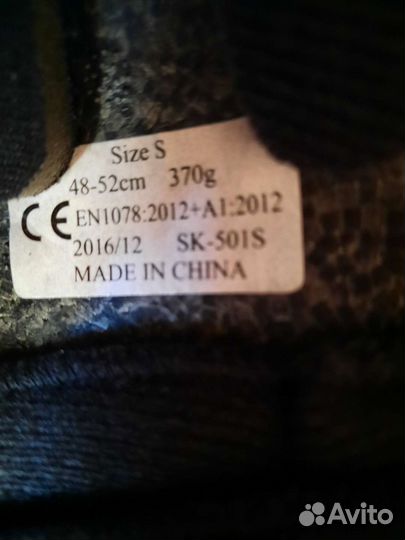 Size S
48-52cm 370g
CE EN1078:2012+A1:2012
2016/12 SK-501S
MADE IN CHINA
Avito